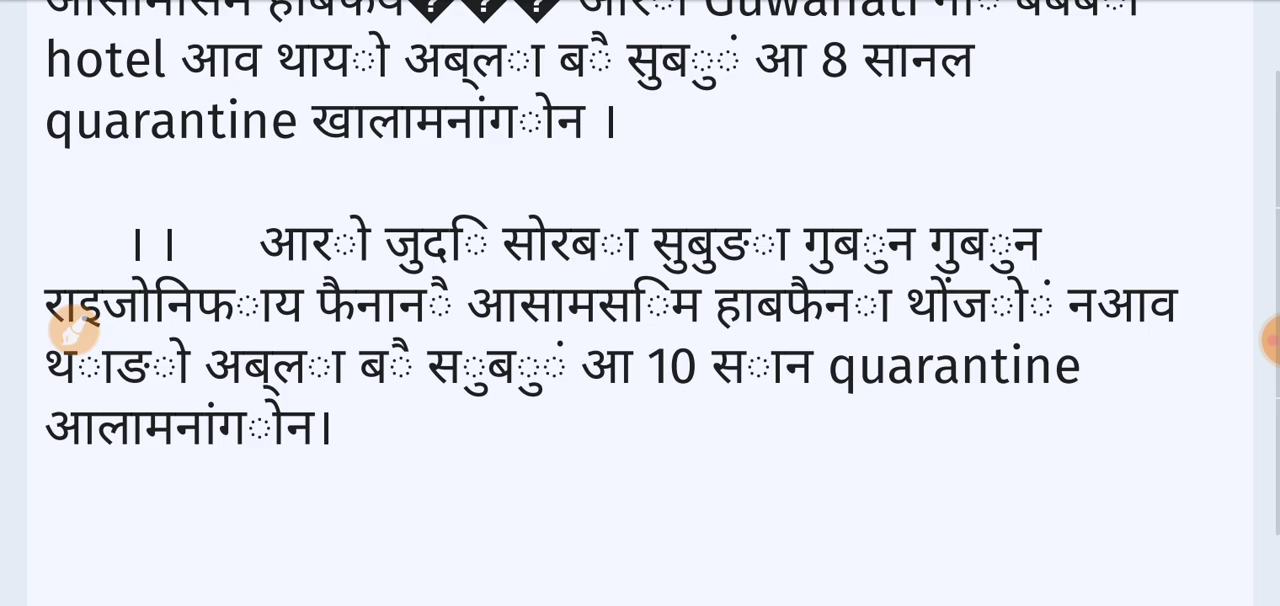 hotel आव थायो अब्ला बै सुबुं आ 8 सानल
quarantine खालामनांगोन ।
।। आरो जुदि सोरबा सुबुङा गुबुन गुबुन
राइजोनिफाय फैनानै आसामसिम हाबफैना थोंजों नआव
थाङो अब्ला बै सुबुं आ 10 सान quarantine
आलामनांगोन।